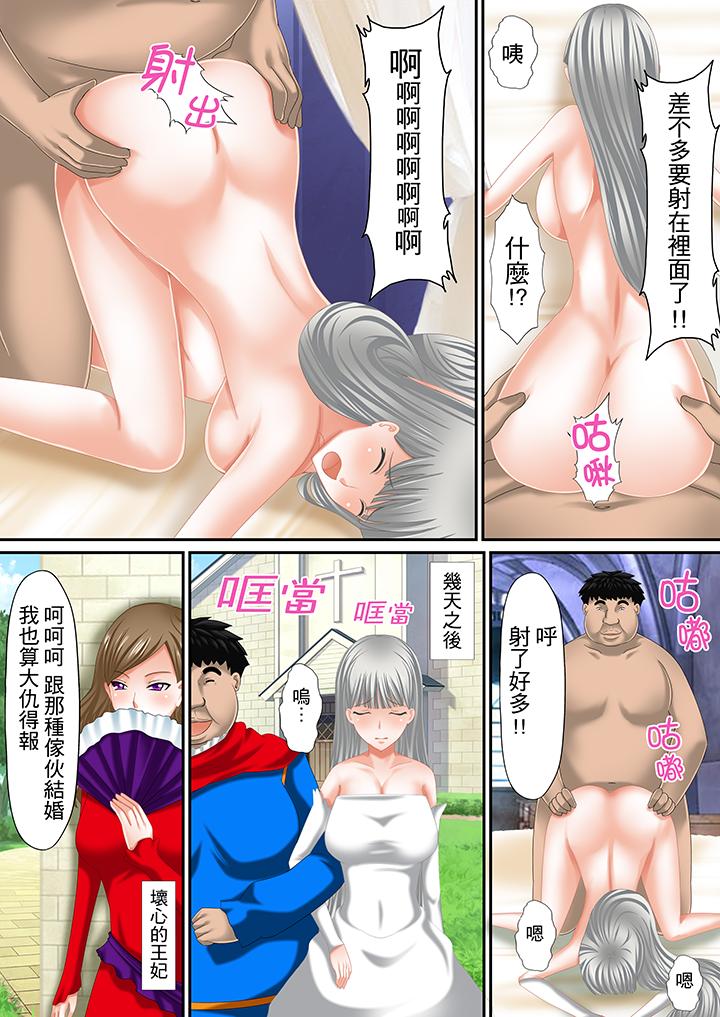 差不多要射在裡面了!!
咦
什麼!?
咕啾
啊啊啊啊啊啊啊啊
射出
呼
射了好多!!
咕嘟
咕嘟
嗯
嗯
幾天之後
哐當
哐當
嗚…
呵呵呵 跟那種傢伙結婚
我也算大仇得報
壞心的王妃